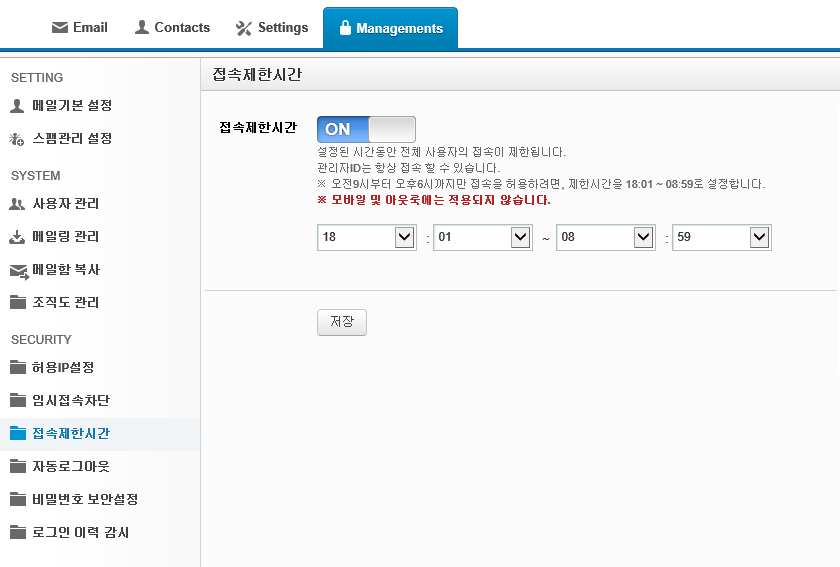 Email Contacts Settings Managements
SETTING
메일기본 설정
스팸관리 설정
SYSTEM
사용자 관리
메일링 관리
메일함 복사
조직도 관리
SECURITY
허용IP설정
임시접속차단
접속제한시간
자동로그아웃
비밀번호 보안설정
로그인 이력 감시
접속제한시간
접속제한시간 ON
설정된 시간동안 전체 사용자의 접속이 제한됩니다.
관리자ID는 항상 접속 할 수 있습니다.
※ 오전9시부터 오후6시까지만 접속을 허용하려면, 제한시간을 18:01 ~ 08:59로 설정합니다.
※ 모바일 및 아웃룩에는 적용되지 않습니다.
18 : 01 ~ 08 : 59
저장